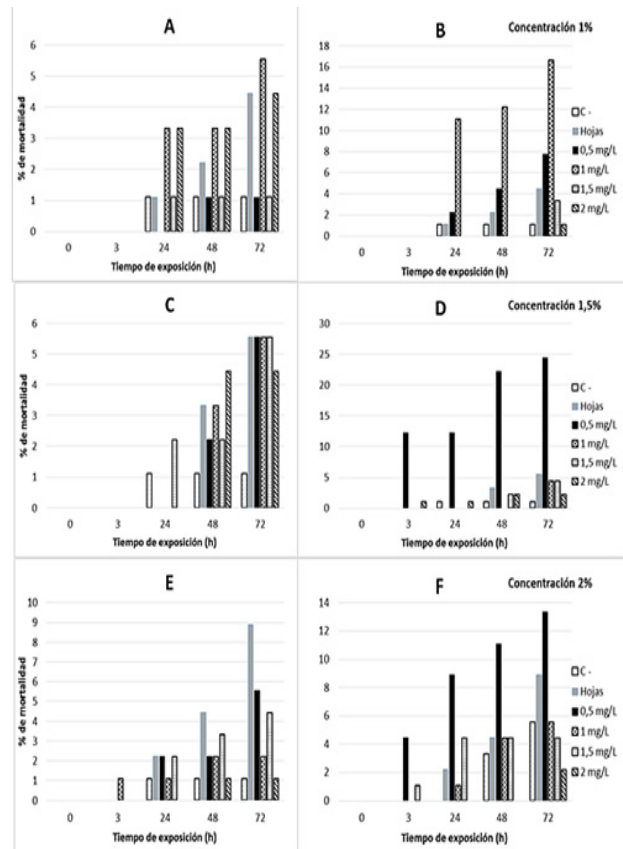 A
% de mortalidad
6
5
4
3
2
1
0
0 3 24 48 72
Tiempo de exposición (h)
B
Concentración 1%
18
16
14
12
10
8
6
4
2
0
0 3 24 48 72
Tiempo de exposición (h)
C -
Hojas
0,5 mg/L
1 mg/L
1,5 mg/L
2 mg/L
C
% de mortalidad
6
5
4
3
2
1
0
0 3 24 48 72
Tiempo de exposición (h)
D
Concentración 1,5%
30
25
20
15
10
5
0
0 3 24 48 72
Tiempo de exposición (h)
C -
Hojas
0,5 mg/L
1 mg/L
1,5 mg/L
2 mg/L
E
% de mortalidad
10
9
8
7
6
5
4
3
2
1
0
0 3 24 48 72
Tiempo de exposición (h)
F
Concentración 2%
14
12
10
8
6
4
2
0
0 3 24 48 72
Tiempo de exposición (h)
C -
Hojas
0,5 mg/L
1 mg/L
1,5 mg/L
2 mg/L